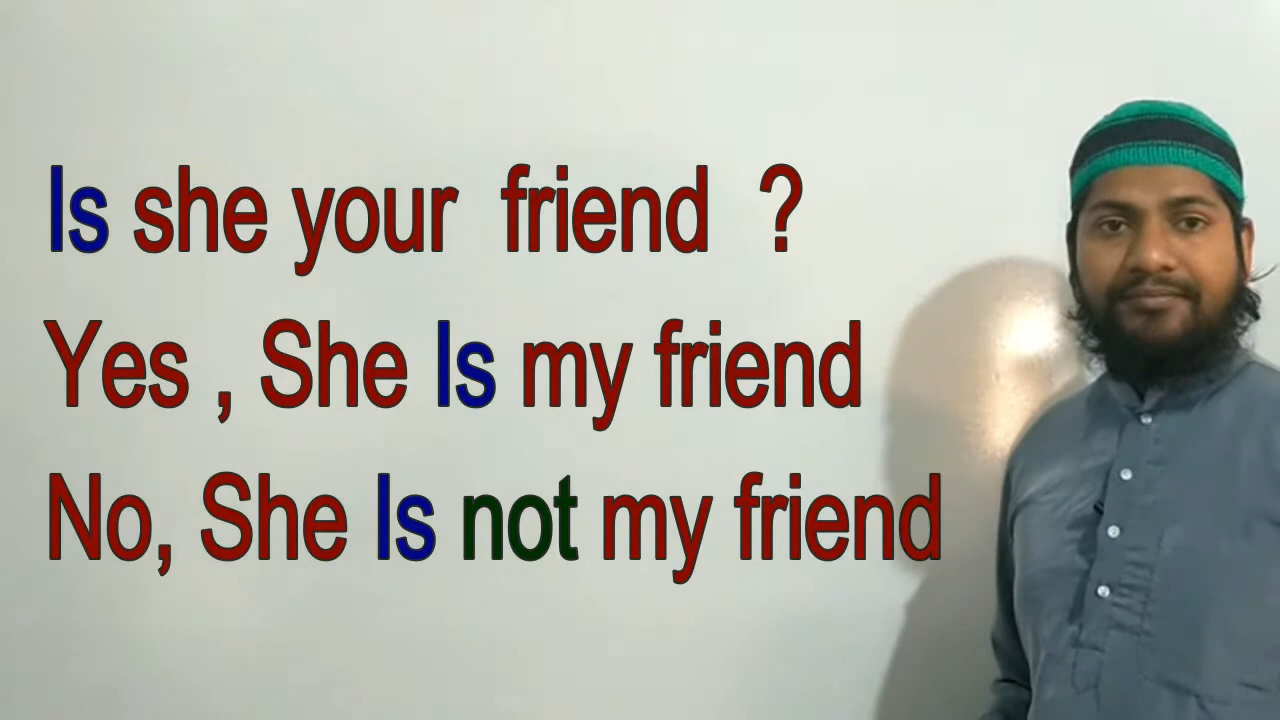 Is she your friend ?
Yes , She Is my friend
No, She Is not my friend